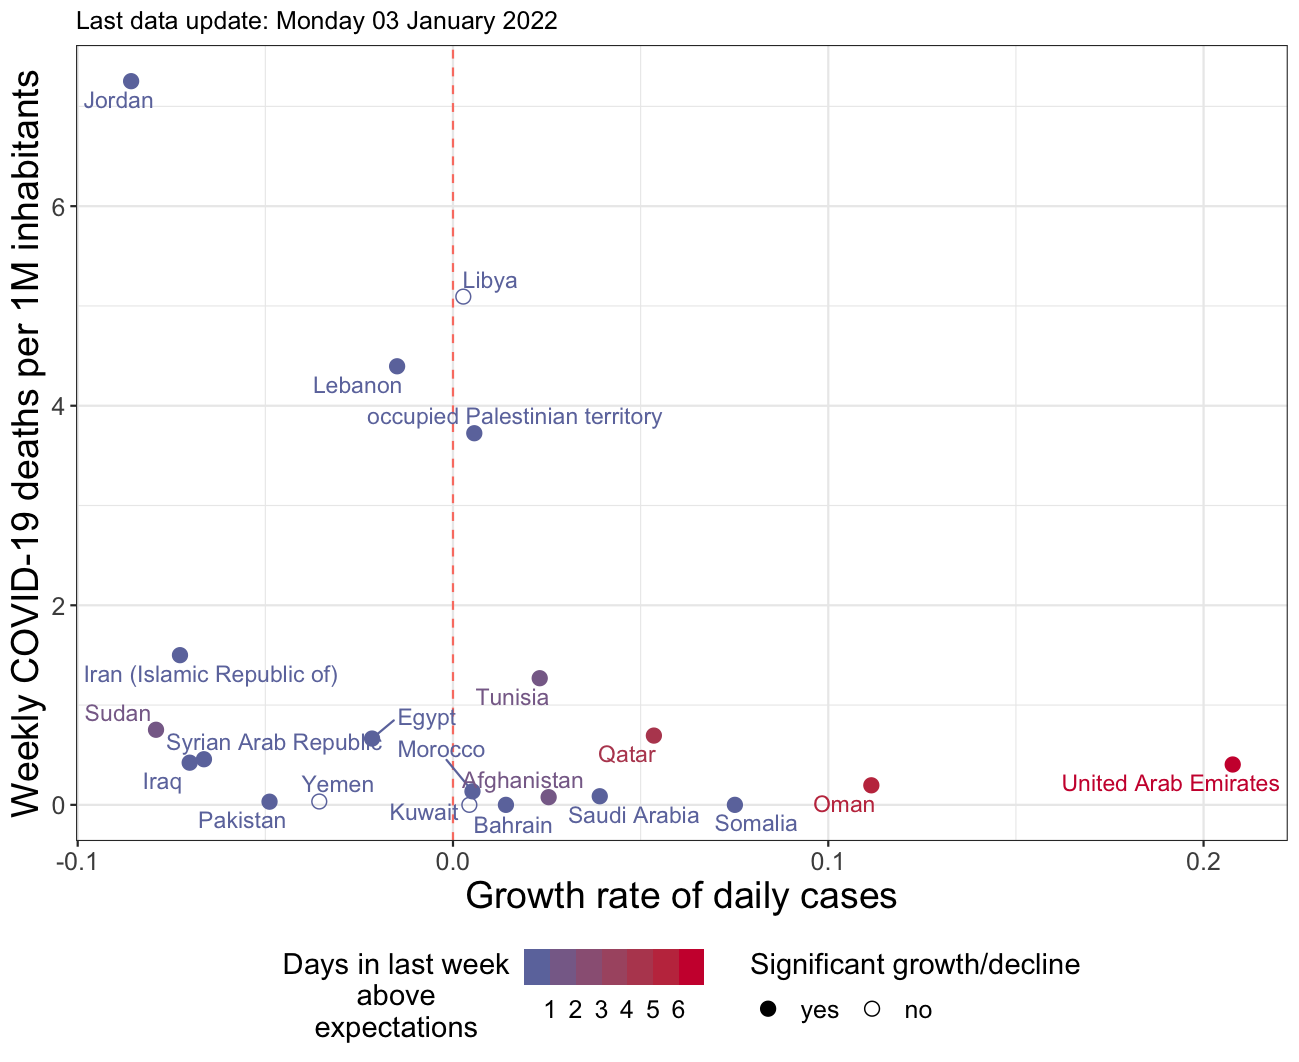 Last data update: Monday 03 January 2022
Weekly COVID-19 deaths per 1M inhabitants
6
4
2
0
Jordan
Libya
Lebanon
occupied Palestinian territory
Iran (Islamic Republic of)
Tunisia
Sudan
Egypt
Syrian Arab Republic
Morocco
Qatar
Iraq
Yemen
Afghanistan
United Arab Emirates
Pakistan
Kuwait
Bahrain
Saudi Arabia
Somalia
Oman
-0.1 0.0 0.1 0.2
Growth rate of daily cases
Days in last week
above
expectations
1 2 3 4 5 6
Significant growth/decline
yes no